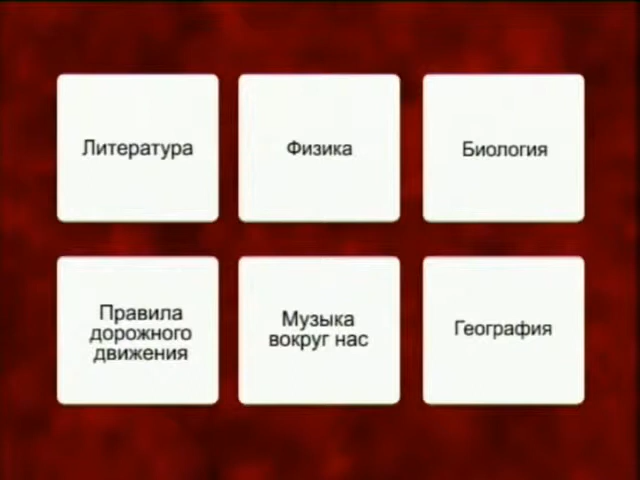 Литература
Физика
Биология
Правила
дорожного
движения
Музыка
вокруг нас
География